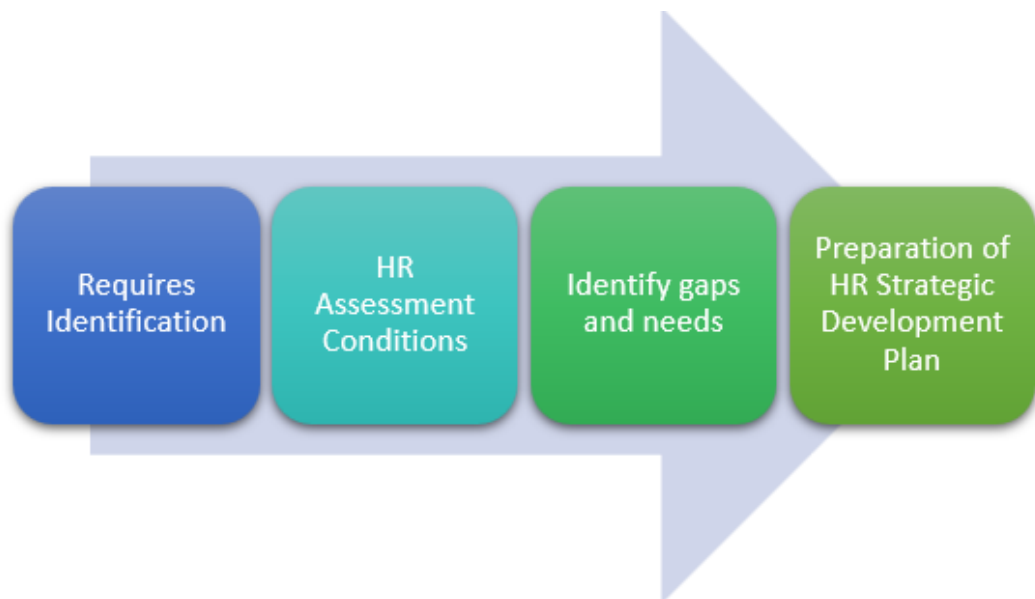 Requires
Identification
HR
Assessment
Conditions
Identify gaps
and needs
Preparation of
HR Strategic
Development
Plan